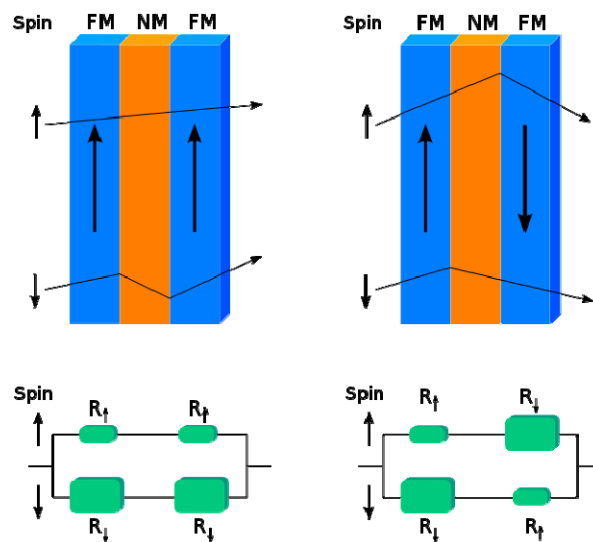 Spin FM NM FM
Spin FM NM FM
Spin
R↑ R↑
R↓ R↓
Spin
R↑ R↓
R↓ R↑